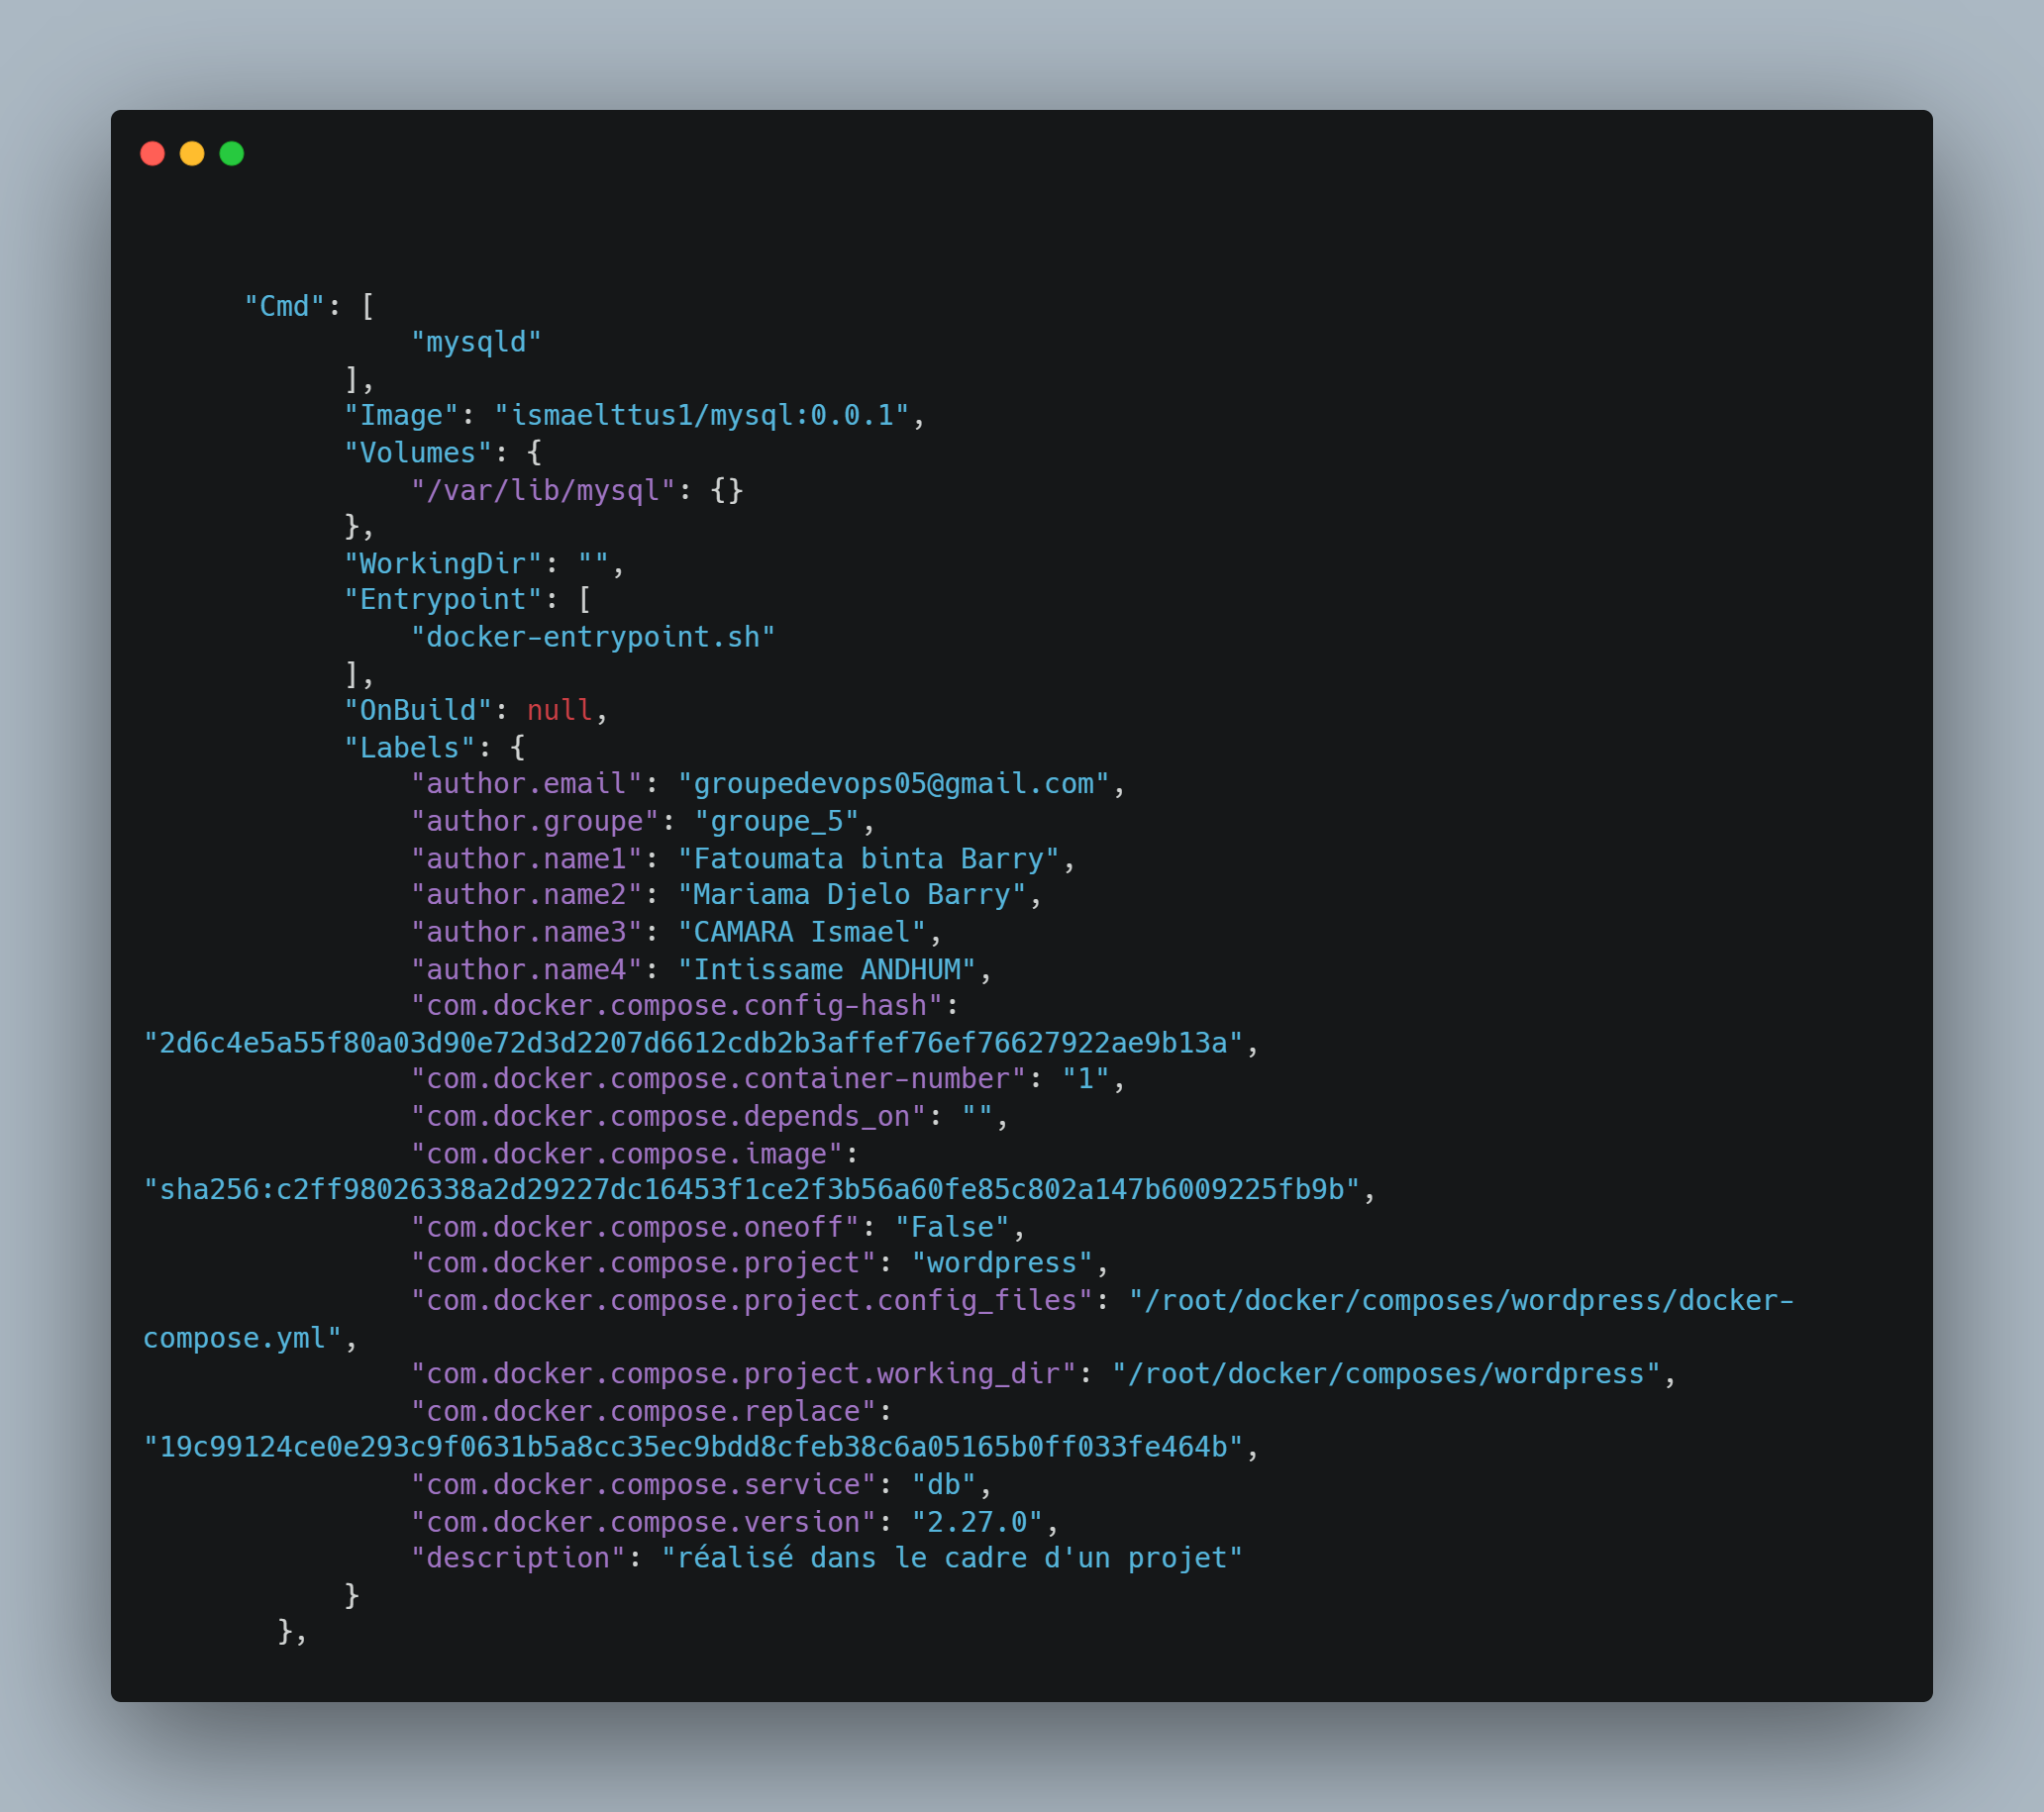 "Cmd": [
"mysqld"
],
"Image": "ismaelttus1/mysql:0.0.1",
"Volumes": {
"/var/lib/mysql": {}
},
"WorkingDir": "",
"Entrypoint": [
"docker-entrypoint.sh"
],
"OnBuild": null,
"Labels": {
"author.email": "groupedevops05@gmail.com",
"author.groupe": "groupe_5",
"author.name1": "Fatoumata binta Barry",
"author.name2": "Mariama Djelo Barry",
"author.name3": "CAMARA Ismael",
"author.name4": "Intissame ANDHUM",
"com.docker.compose.config-hash":
"2d6c4e5a55f80a03d90e72d3d2207d6612cdb2b3affef76ef76627922ae9b13a",
"com.docker.compose.container-number": "1",
"com.docker.compose.depends_on": "",
"com.docker.compose.image":
"sha256:c2ff98026338a2d29227dc16453f1ce2f3b56a60fe85c802a147b6009225fb9b",
"com.docker.compose.oneoff": "False",
"com.docker.compose.project": "wordpress",
"com.docker.compose.project.config_files": "/root/docker/composes/wordpress/docker-
compose.yml",
"com.docker.compose.project.working_dir": "/root/docker/composes/wordpress",
"com.docker.compose.replace":
"19c99124ce0e293c9f0631b5a8cc35ec9bdd8cfeb38c6a05165b0ff033fe464b",
"com.docker.compose.service": "db",
"com.docker.compose.version": "2.27.0",
"description": "réalisé dans le cadre d'un projet"
}
},